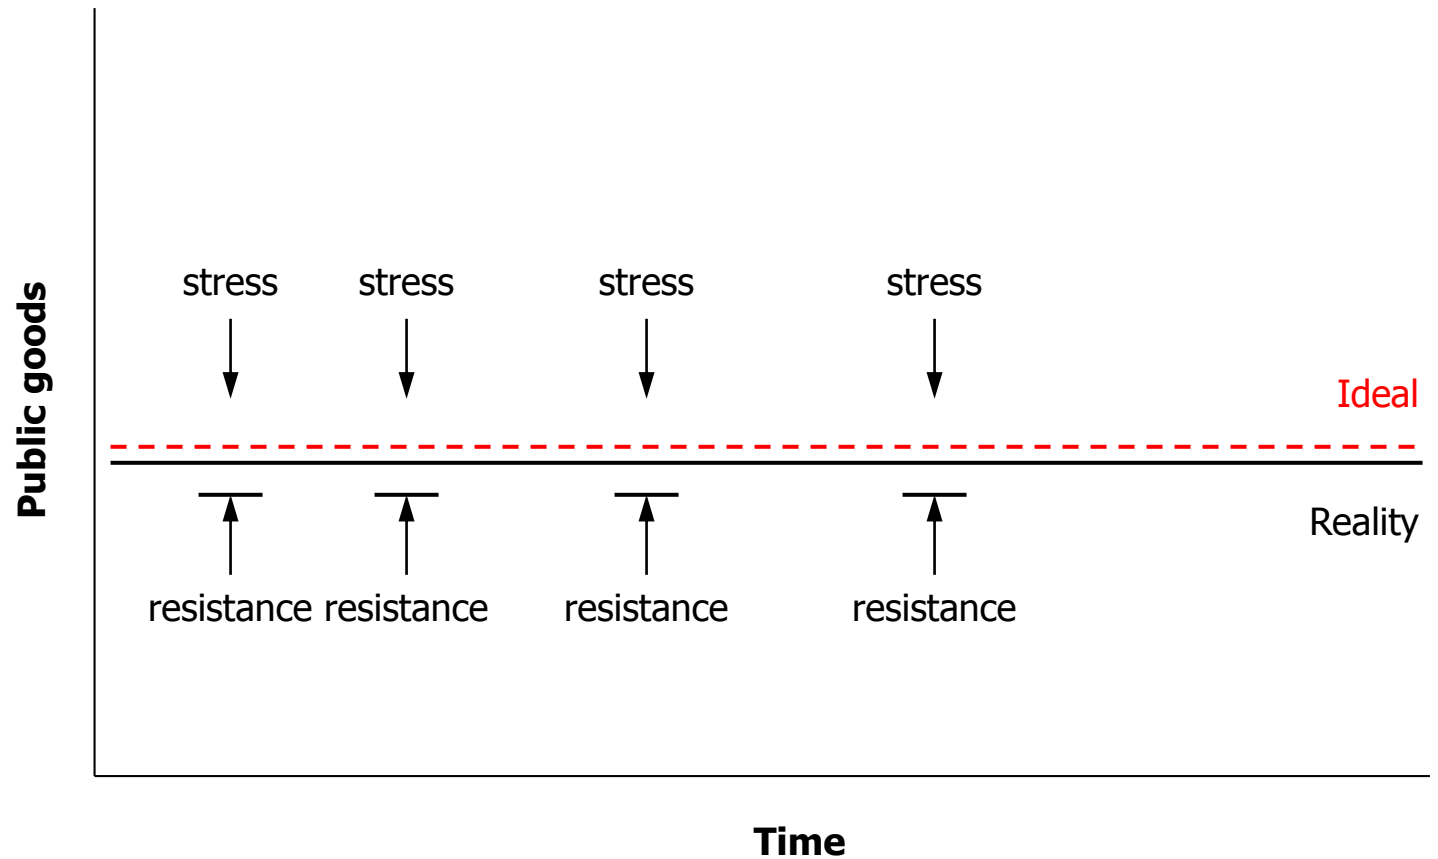 stress stress stress stress
Ideal
Public goods
Reality
resistance resistance resistance resistance
Time